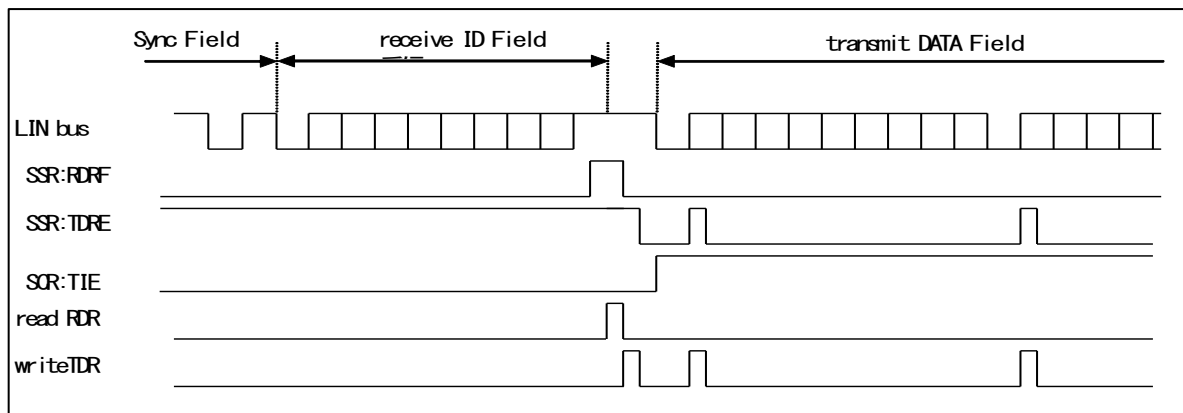 Sync Field receive ID Field transmit DATA Field
LIN bus
SSR:RDRF
SSR:TDRE
SCR:TIE
read RDR
writeTDR